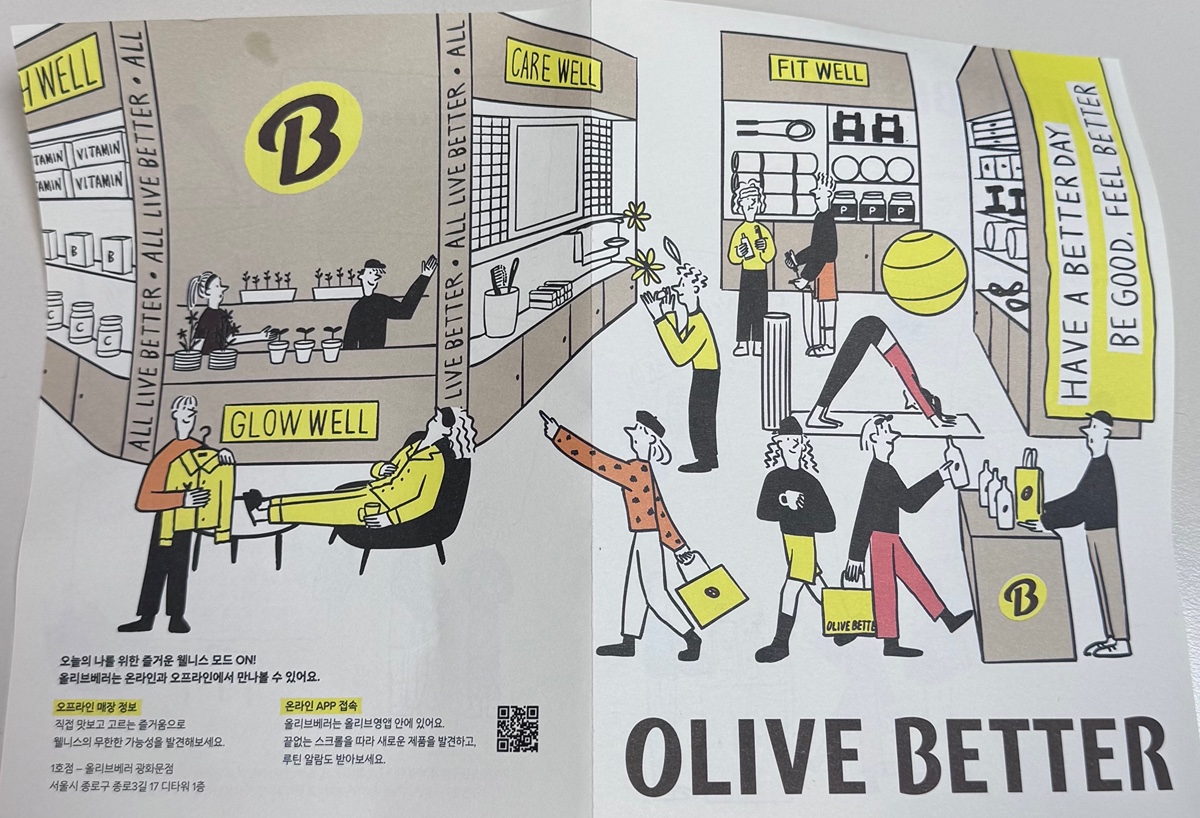 H WELL
ALL LIVE BETTER • ALL LIVE BETTER • ALL
B
LIVE BETTER • ALL LIVE BETTER • ALL
CARE WELL
TAMIN
VITAMIN
TAMIN
VITAMIN
B
B
C
C
GLOW WELL
FIT WELL
P
P
P
HAVE A BETTER DAY
BE GOOD. FEEL BETTER
B
B
OLIVE BETTE
B
오늘의 나를 위한 즐거운 웰니스 모드 ON!
올리브베러는 온라인과 오프라인에서 만나볼 수 있어요.
오프라인 매장 정보
직접 맛보고 고르는 즐거움으로
웰니스의 무한한 가능성을 발견해보세요.
1호점 – 올리브베러 광화문점
서울시 종로구 종로3길 17 디타워 1층
온라인 APP 접속
올리브베러는 올리브영앱 안에 있어요.
끝없는 스크롤을 따라 새로운 제품을 발견하고,
루틴 알람도 받아보세요.
OLIVE BETTER